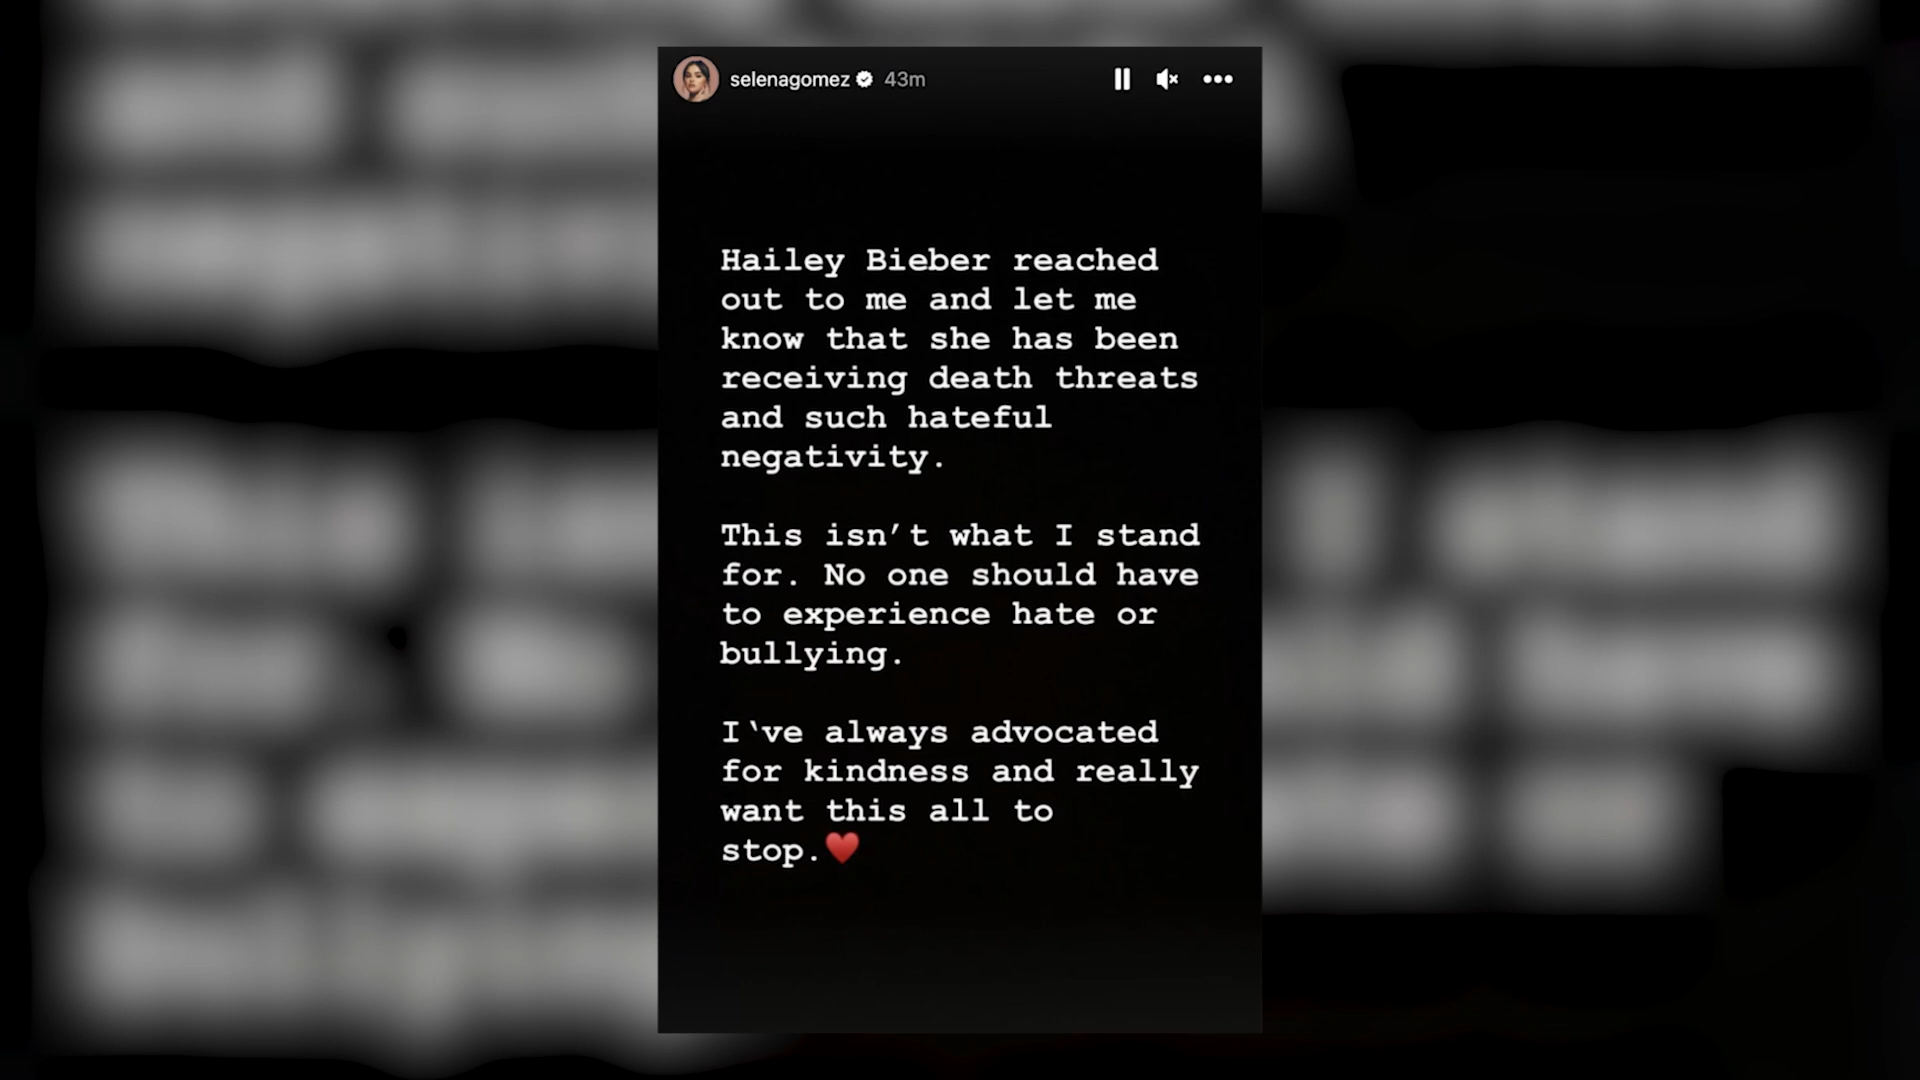 selenagomez 43m
Hailey Bieber reached
out to me and let me
know that she has been
receiving death threats
and such hateful
negativity.
This isn’t what I stand
for. No one should have
to experience hate or
bullying.
I‘ve always advocated
for kindness and really
want this all to
stop.❤️